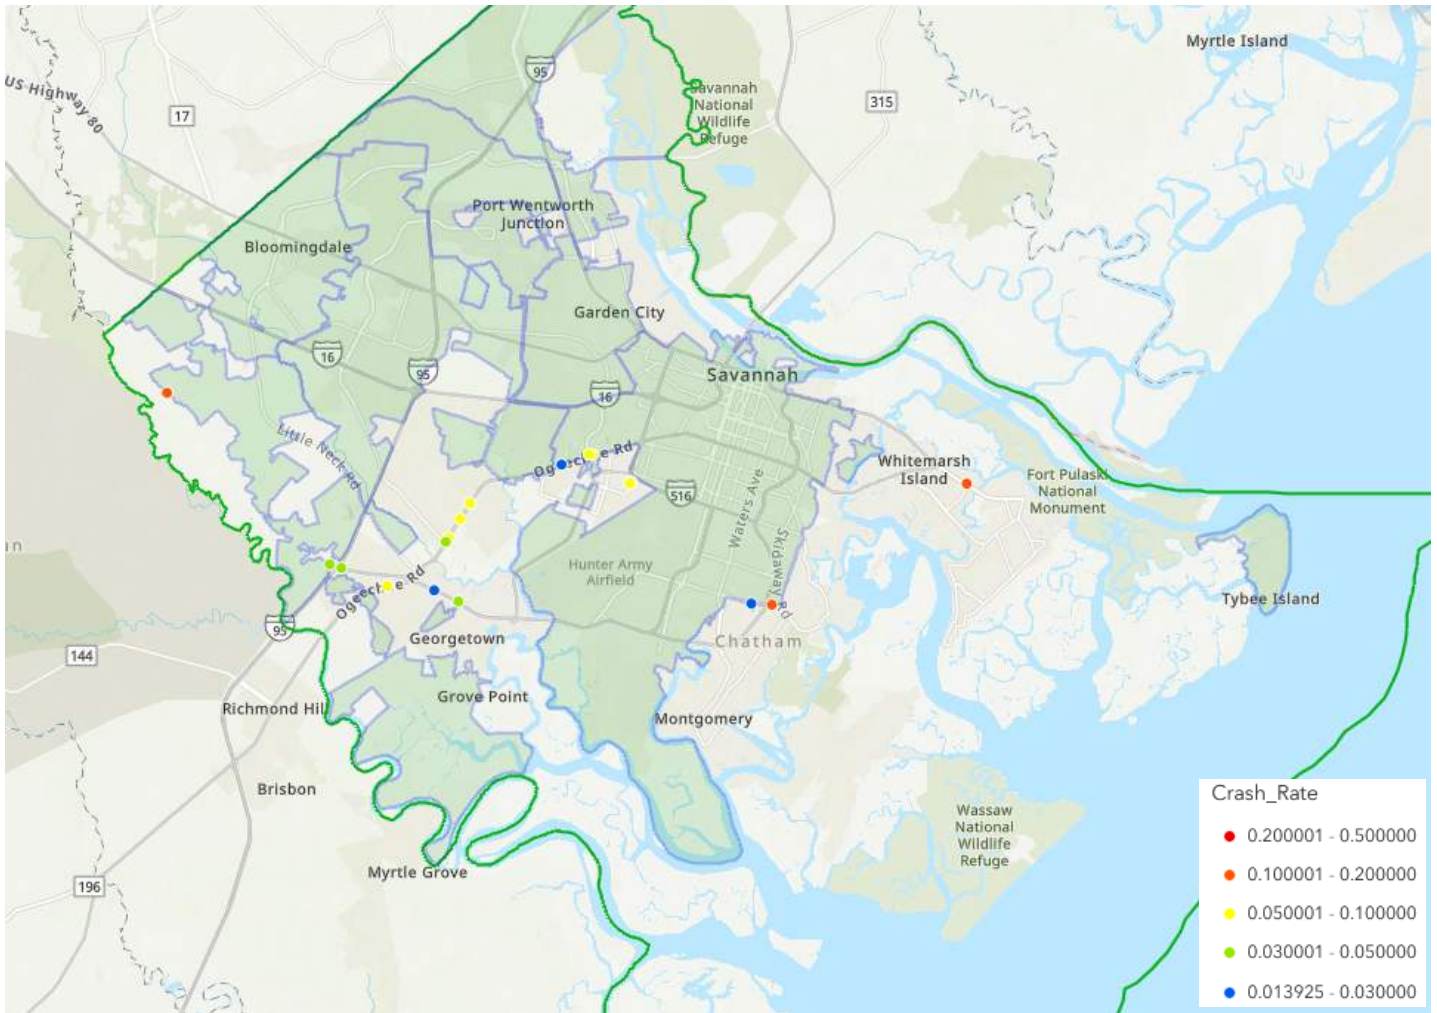 Myrtle Island
95
US Highway 80
17
315
Savannah
National
Wildlife
Refuge
Port Wentworth
Junction
Bloomingdale
Garden City
16
95
Savannah
16
Little Neck Rd
Whitemarsh
Island
Fort Pulaski
National
Monument
516
Waters Ave
Skidaway Rd
Hunter Army
Airfield
Tybee Island
95
Georgetown
Chatham
144
Grove Point
Richmond Hil
Montgomery
Brisbon
Wassaw
National
Wildlife
Refuge
Myrtle Grove
196
Crash_Rate
0.200001 - 0.500000
0.100001 - 0.200000
0.050001 - 0.100000
0.030001 - 0.050000
0.013925 - 0.030000